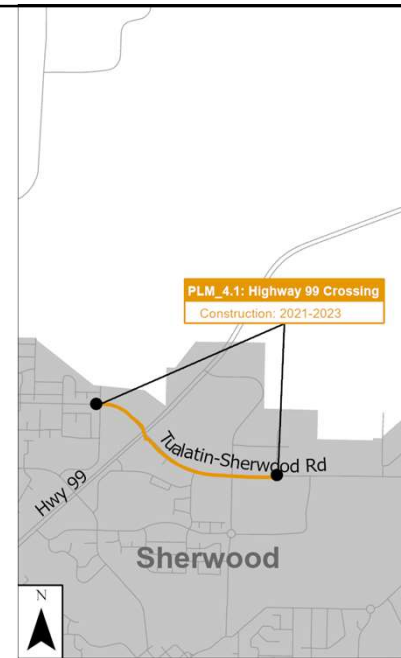 PLM_4.1: Highway 99 Crossing
Construction: 2021-2023
Tualatin-Sherwood Rd
Hwy 99
Sherwood
N